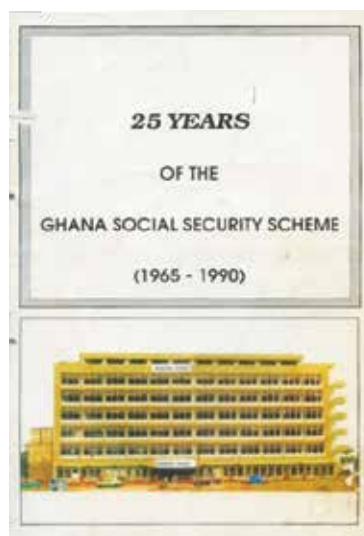 25 YEARS
OF THE
GHANA SOCIAL SECURITY SCHEME
(1965 - 1990)